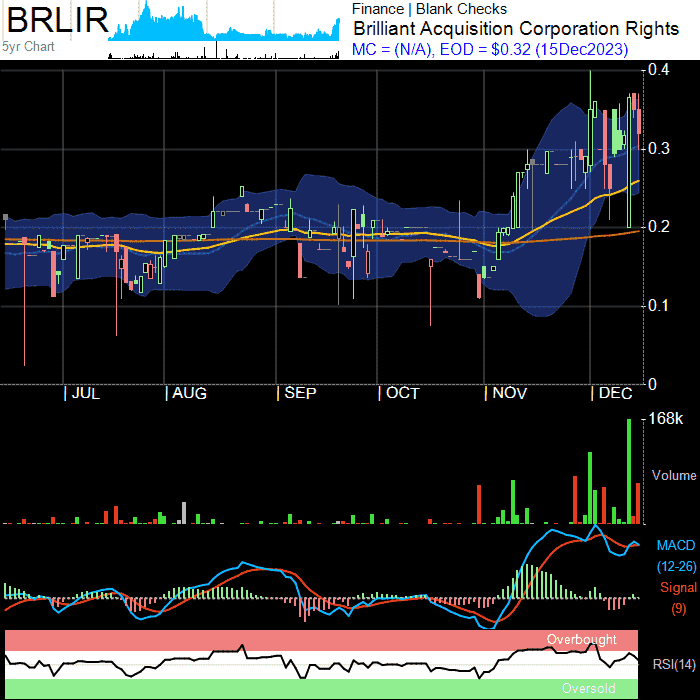 BRLIR
5yr Chart
Finance | Blank Checks
Brilliant Acquisition Corporation Rights
MC = (N/A), EOD = $0.32 (15Dec2023)
0.4
0.3
0.2
0.1
0
JUL
AUG
SEP
OCT
NOV
DEC
168k
Volume
MACD
(12-26)
Signal
(9)
Overbought
RSI(14)
Oversold